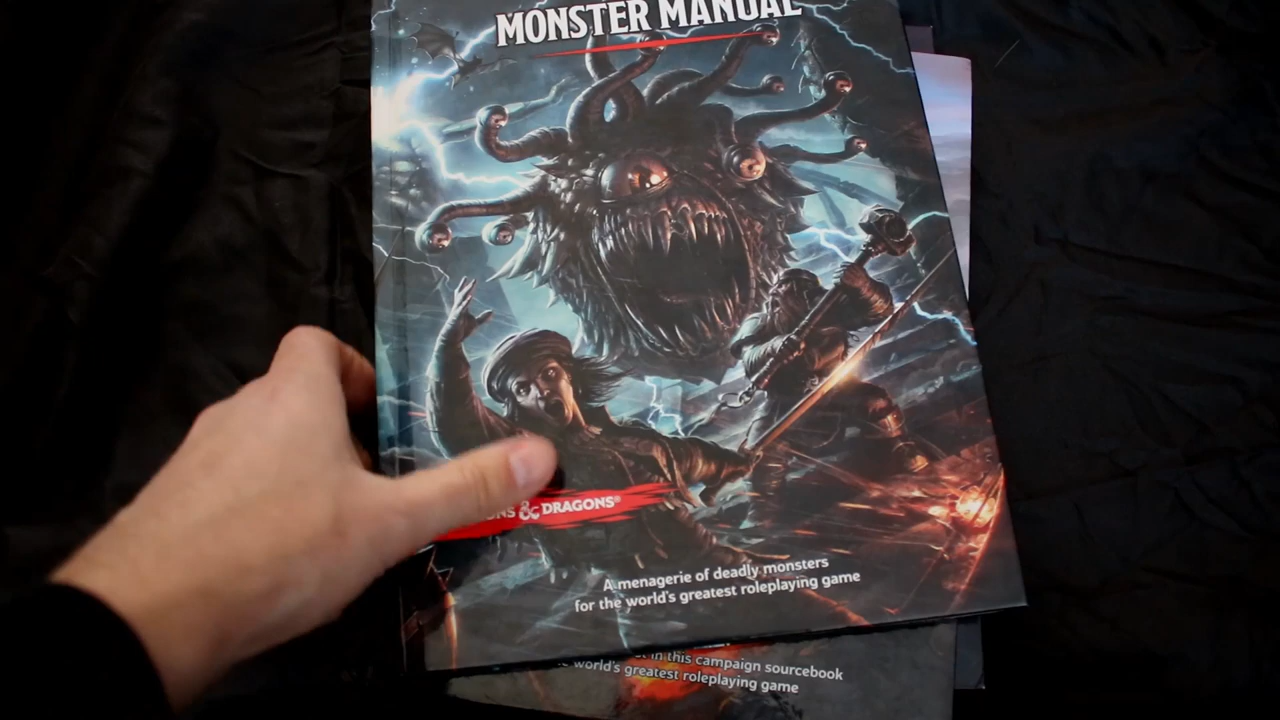 MONSTER MANUAL
NS & DRAGONS®
A menagerie of deadly monsters
for the world's greatest roleplaying game
in this campaign sourcebook
world's greatest roleplaying game